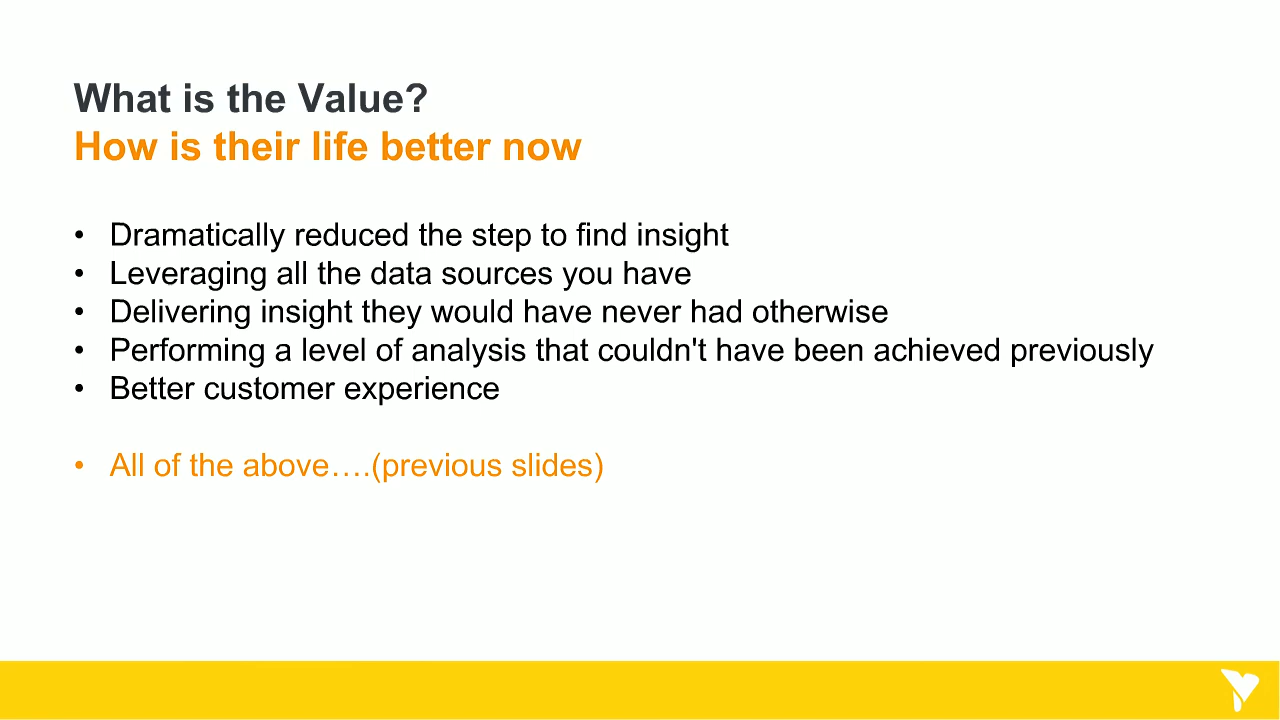 What is the Value?
How is their life better now
• Dramatically reduced the step to find insight
• Leveraging all the data sources you have
• Delivering insight they would have never had otherwise
• Performing a level of analysis that couldn't have been achieved previously
• Better customer experience
• All of the above….(previous slides)